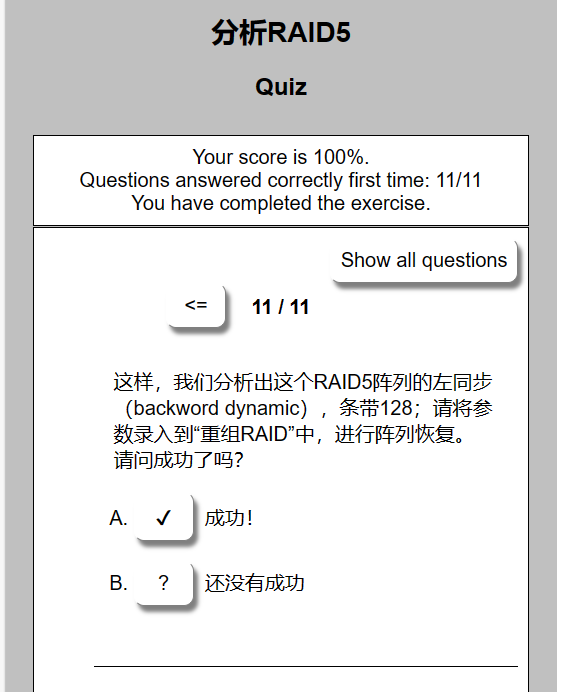 分析RAID5
Quiz
Your score is 100%.
Questions answered correctly first time: 11/11
You have completed the exercise.
Show all questions
<= 11 / 11
这样，我们分析出这个RAID5阵列的左同步
（backword dynamic），条带128；请将参
数录入到“重组RAID”中，进行阵列恢复。
请问成功了吗？
A. ✔ 成功！
B. ? 还没有成功